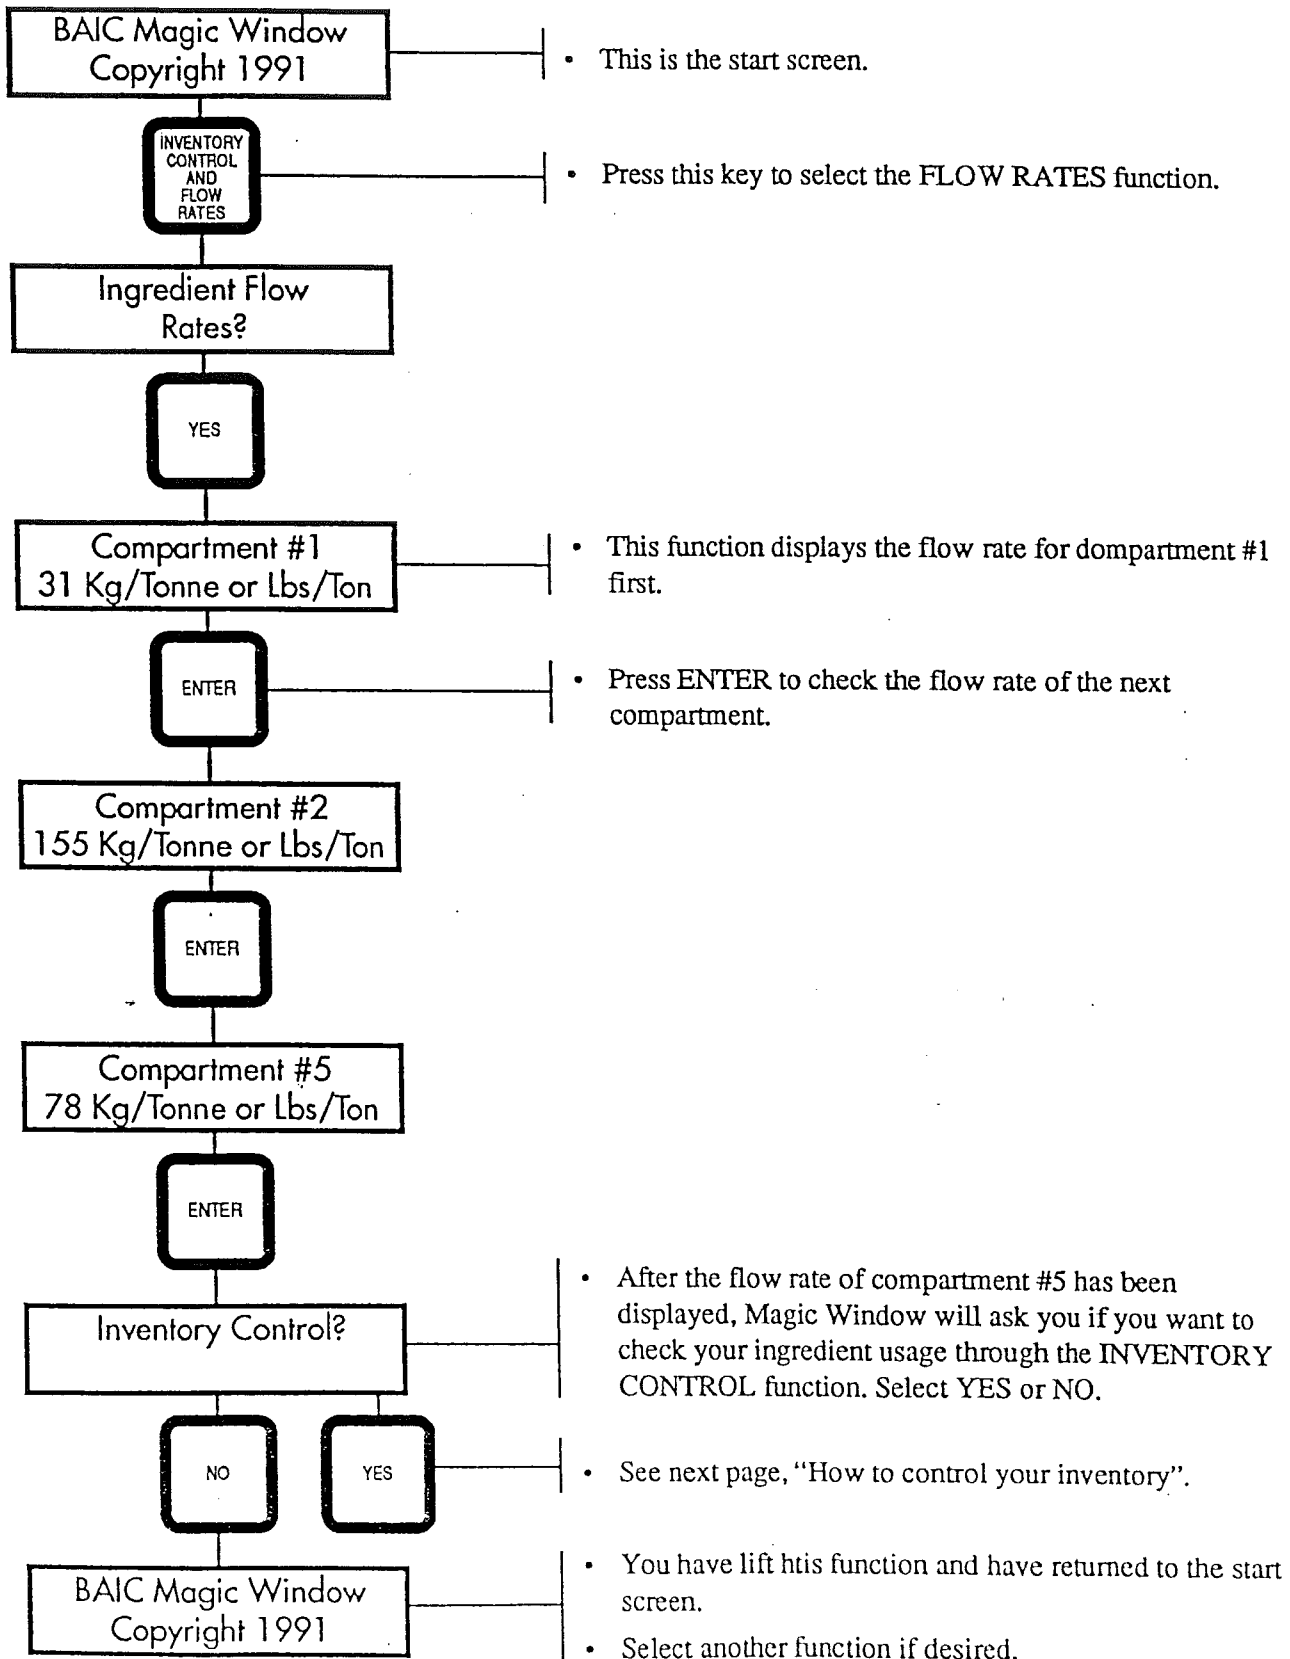 BAIC Magic Window
Copyright 1991
• This is the start screen.
INVENTORY
CONTROL
AND
FLOW
RATES
• Press this key to select the FLOW RATES function.
Ingredient Flow
Rates?
YES
Compartment #1
31 Kg/Tonne or Lbs/Ton
• This function displays the flow rate for dompartment #1
first.
ENTER
• Press ENTER to check the flow rate of the next
compartment.
Compartment #2
155 Kg/Tonne or Lbs/Ton
ENTER
Compartment #5
78 Kg/Tonne or Lbs/Ton
ENTER
Inventory Control?
• After the flow rate of compartment #5 has been
displayed, Magic Window will ask you if you want to
check your ingredient usage through the INVENTORY
CONTROL function. Select YES or NO.
NO
YES
• See next page, “How to control your inventory”.
BAIC Magic Window
Copyright 1991
• You have lift htis function and have returned to the start
screen.
• Select another function if desired.